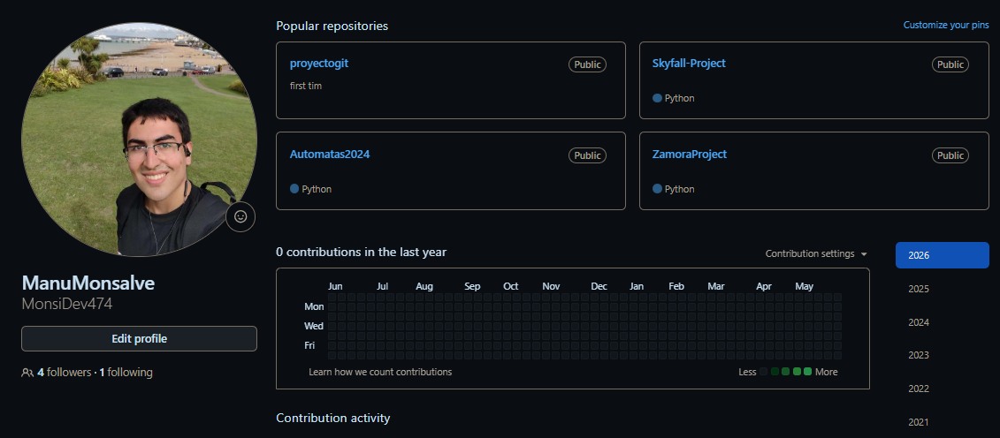 Popular repositories
Customize your pins
proyectogit
Public
first tim
Skyfall-Project
Public
Python
Automatas2024
Public
Python
ZamoraProject
Public
Python
ManuMonsalve
MonsiDev474
Edit profile
4 followers · 1 following
0 contributions in the last year
Contribution settings
Jun Jul Aug Sep Oct Nov Dec Jan Feb Mar Apr May
Mon
Wed
Fri
Learn how we count contributions
Less More
2026
2025
2024
2023
2022
2021
Contribution activity